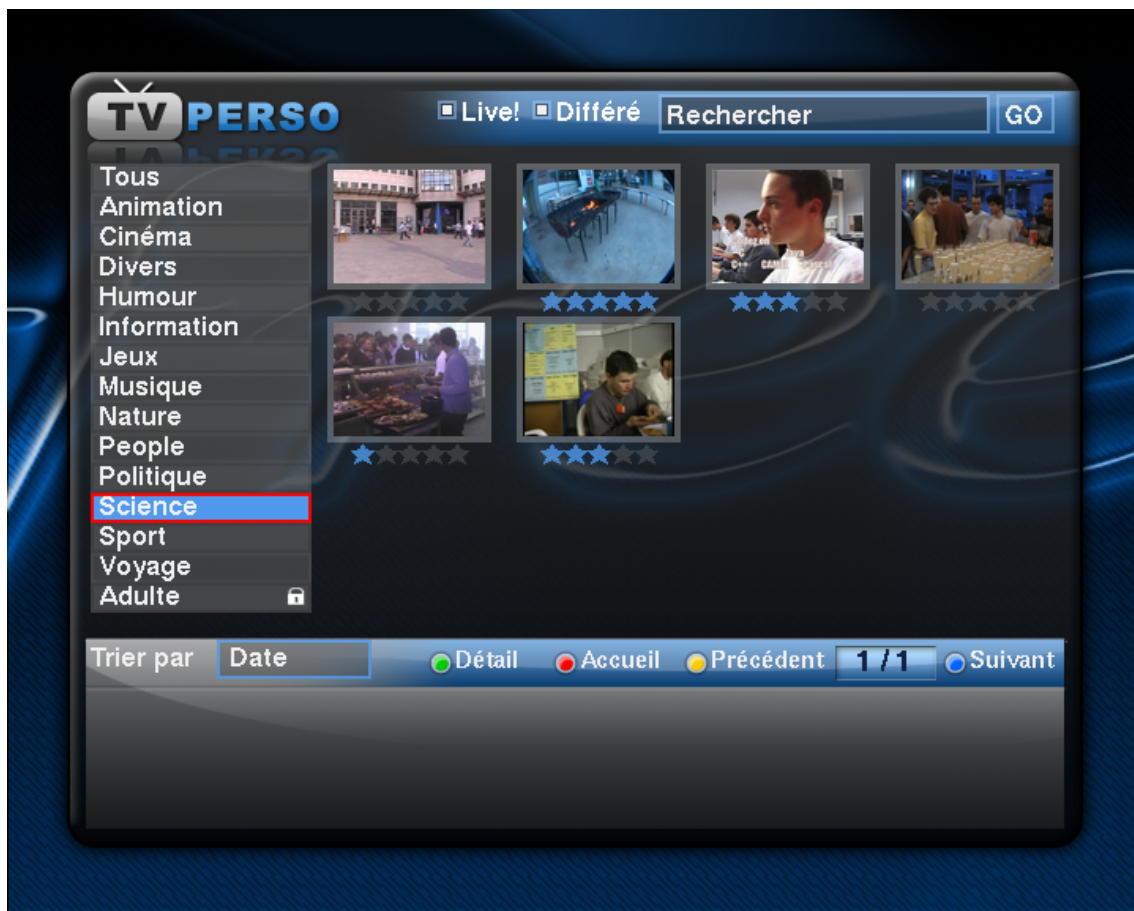 TV PERSO
Live! Différé Rechercher GO
Tous
Animation
Cinéma
Divers
Humour
Information
Jeux
Musique
Nature
People
Politique
Science
Sport
Voyage
Adulte
Java
C++
Trier par Date Détail Accueil Précédent 1/1 Suivant